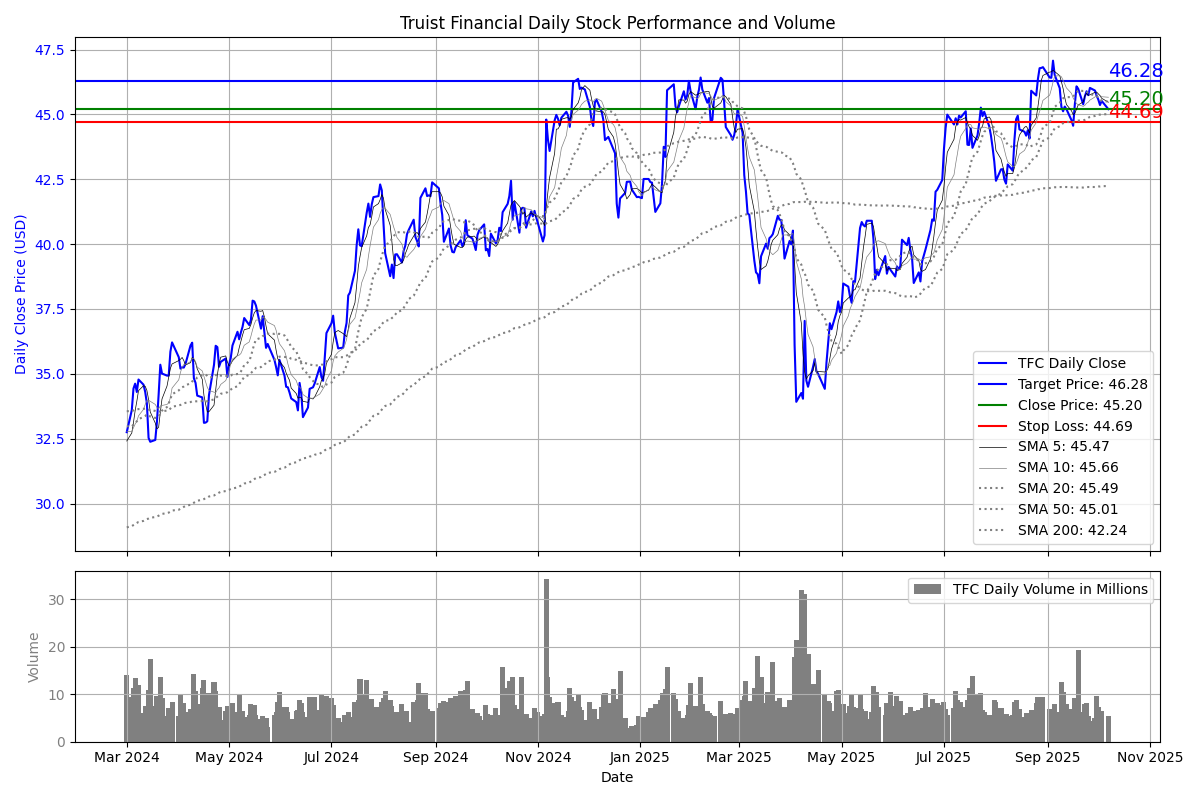 Truist Financial Daily Stock Performance and Volume
47.5
45.0
42.5
40.0
37.5
35.0
32.5
30.0
Daily Close Price (USD)
46.28
45.20
44.69
TFC Daily Close
Target Price: 46.28
Close Price: 45.20
Stop Loss: 44.69
SMA 5: 45.47
SMA 10: 45.66
SMA 20: 45.49
SMA 50: 45.01
SMA 200: 42.24
30
20
10
0
Volume
TFC Daily Volume in Millions
Mar 2024 May 2024 Jul 2024 Sep 2024 Nov 2024 Jan 2025 Mar 2025 May 2025 Jul 2025 Sep 2025 Nov 2025
Date